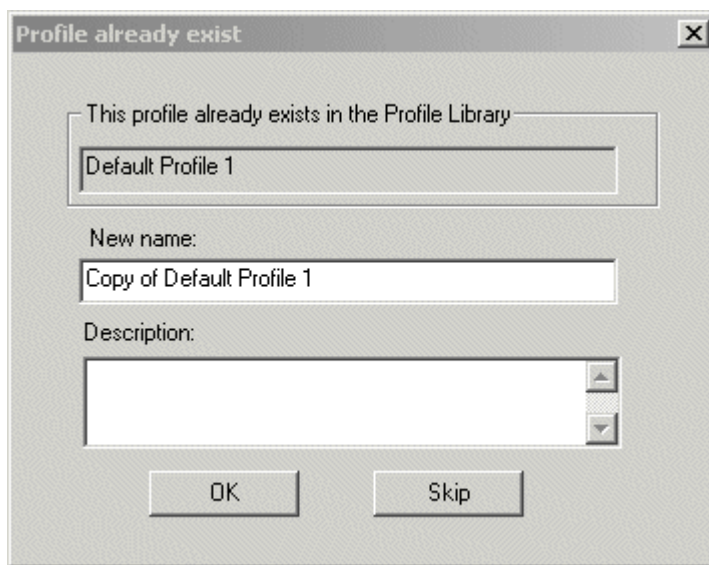 Profile already exist
This profile already exists in the Profile Library
Default Profile 1
New name:
Copy of Default Profile 1
Description:
OK
Skip